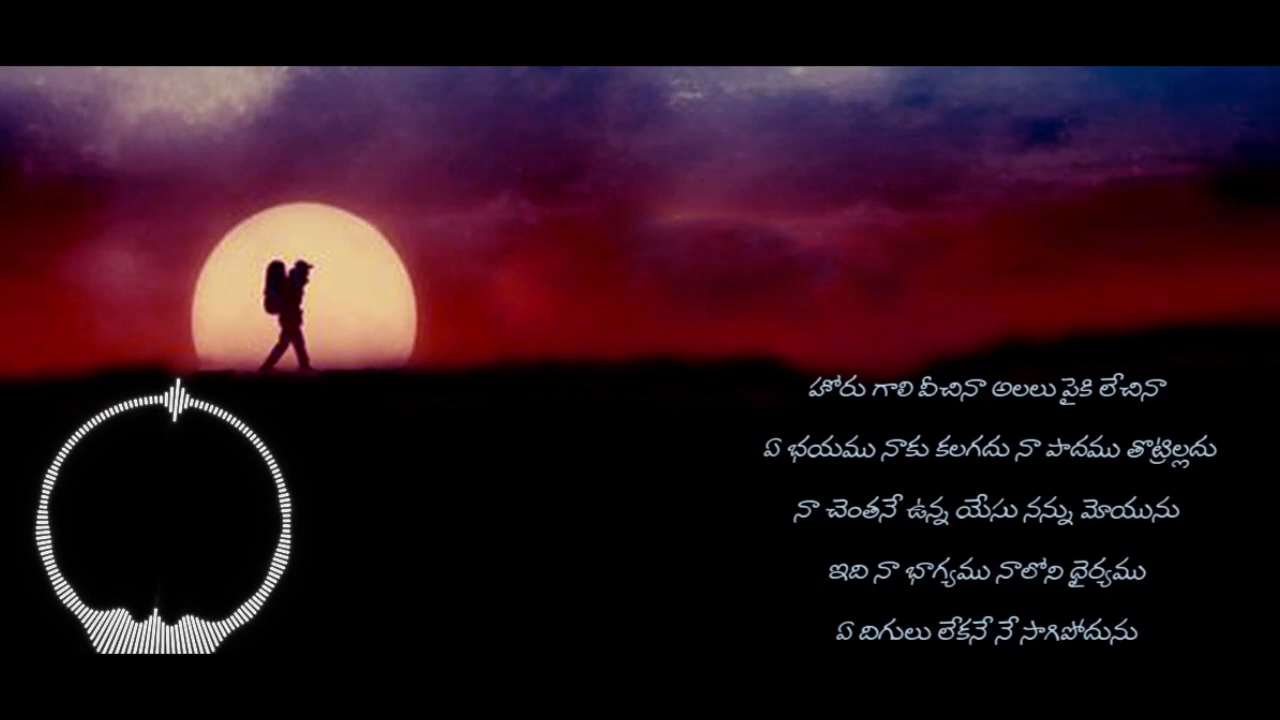 హోరు గాలి వీచినా అలలు పైకి లేచినా
ఏ భయము నాకు కలగదు నా పాదము తొట్రిల్లదు
నా చెంతనే ఉన్న యేసు నన్ను మోయును
ఇది నా భాగ్యము నాలోని ధైర్యము
ఏ దిగులు లేకనే నే సాగిపోదును